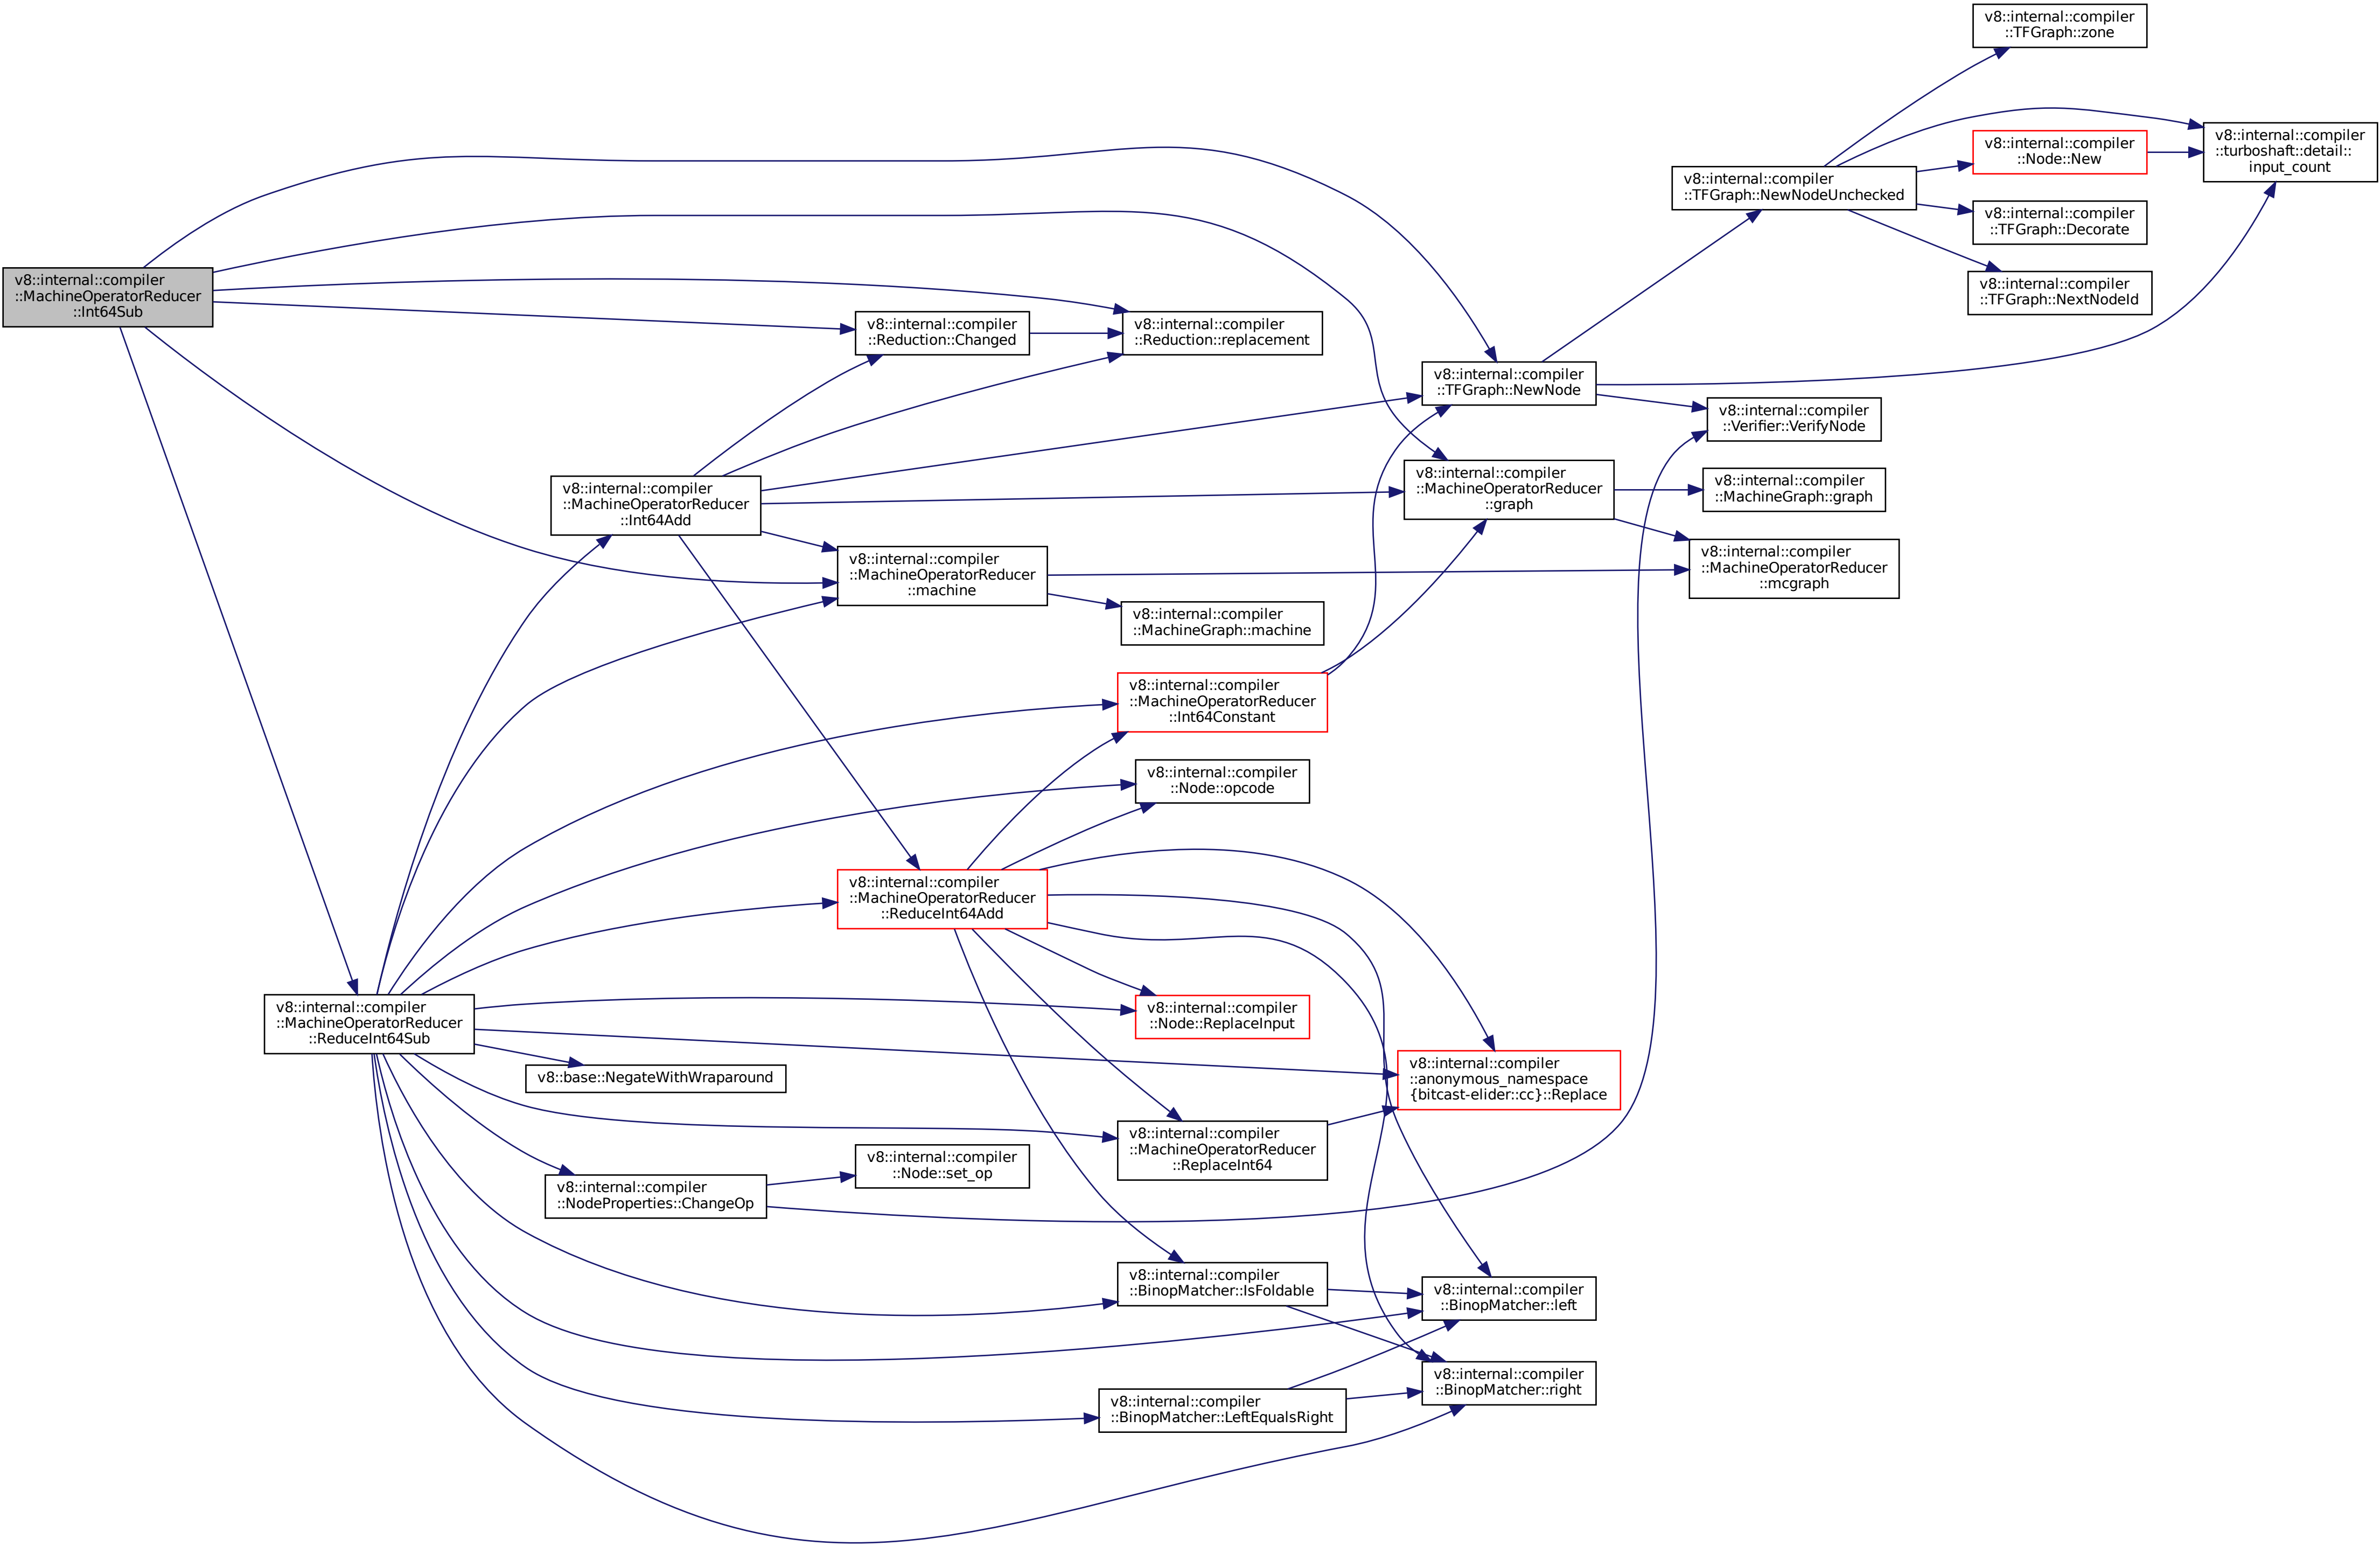 v8::internal::compiler
::TFGraph::zone
v8::internal::compiler
::turboshaft::detail::
input_count
v8::internal::compiler
::Node::New
v8::internal::compiler
::TFGraph::NewNodeUnchecked
v8::internal::compiler
::TFGraph::Decorate
v8::internal::compiler
::MachineOperatorReducer
::Int64Sub
v8::internal::compiler
::TFGraph::NextNodeId
v8::internal::compiler
::Reduction::Changed
v8::internal::compiler
::Reduction::replacement
v8::internal::compiler
::TFGraph::NewNode
v8::internal::compiler
::Verifier::VerifyNode
v8::internal::compiler
::MachineOperatorReducer
::graph
v8::internal::compiler
::MachineGraph::graph
v8::internal::compiler
::MachineOperatorReducer
::Int64Add
v8::internal::compiler
::MachineOperatorReducer
::mcgraph
v8::internal::compiler
::MachineOperatorReducer
::machine
v8::internal::compiler
::MachineGraph::machine
v8::internal::compiler
::MachineOperatorReducer
::Int64Constant
v8::internal::compiler
::Node::opcode
v8::internal::compiler
::MachineOperatorReducer
::ReduceInt64Add
v8::internal::compiler
::MachineOperatorReducer
::ReduceInt64Sub
v8::internal::compiler
::Node::ReplaceInput
v8::base::NegateWithWraparound
v8::internal::compiler
::anonymous_namespace
{bitcast-elider::cc}::Replace
v8::internal::compiler
::MachineOperatorReducer
::ReplaceInt64
v8::internal::compiler
::Node::set_op
v8::internal::compiler
::NodeProperties::ChangeOp
v8::internal::compiler
::BinopMatcher::IsFoldable
v8::internal::compiler
::BinopMatcher::left
v8::internal::compiler
::BinopMatcher::right
v8::internal::compiler
::BinopMatcher::LeftEqualsRight